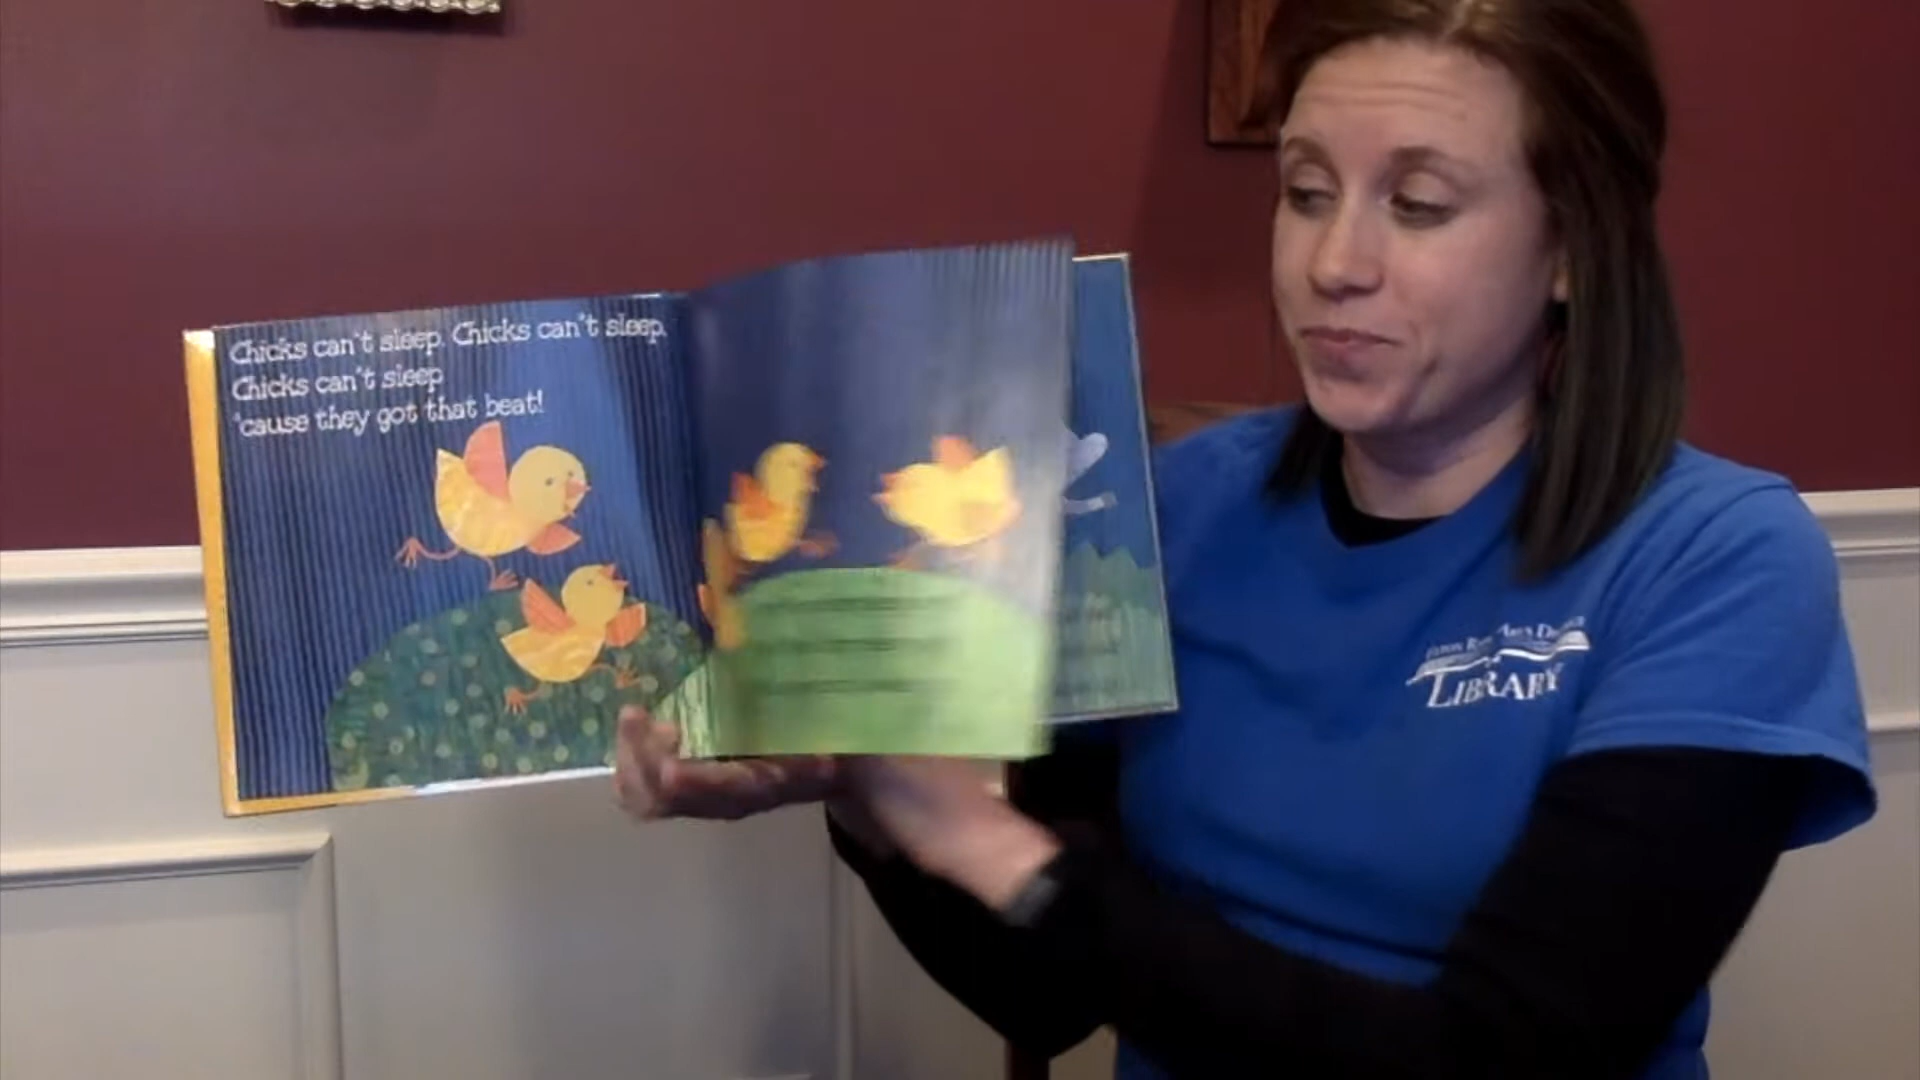 Chicks can't sleep. Chicks can't sleep.
Chicks can't sleep
'cause they got that beat!
LIBRARY